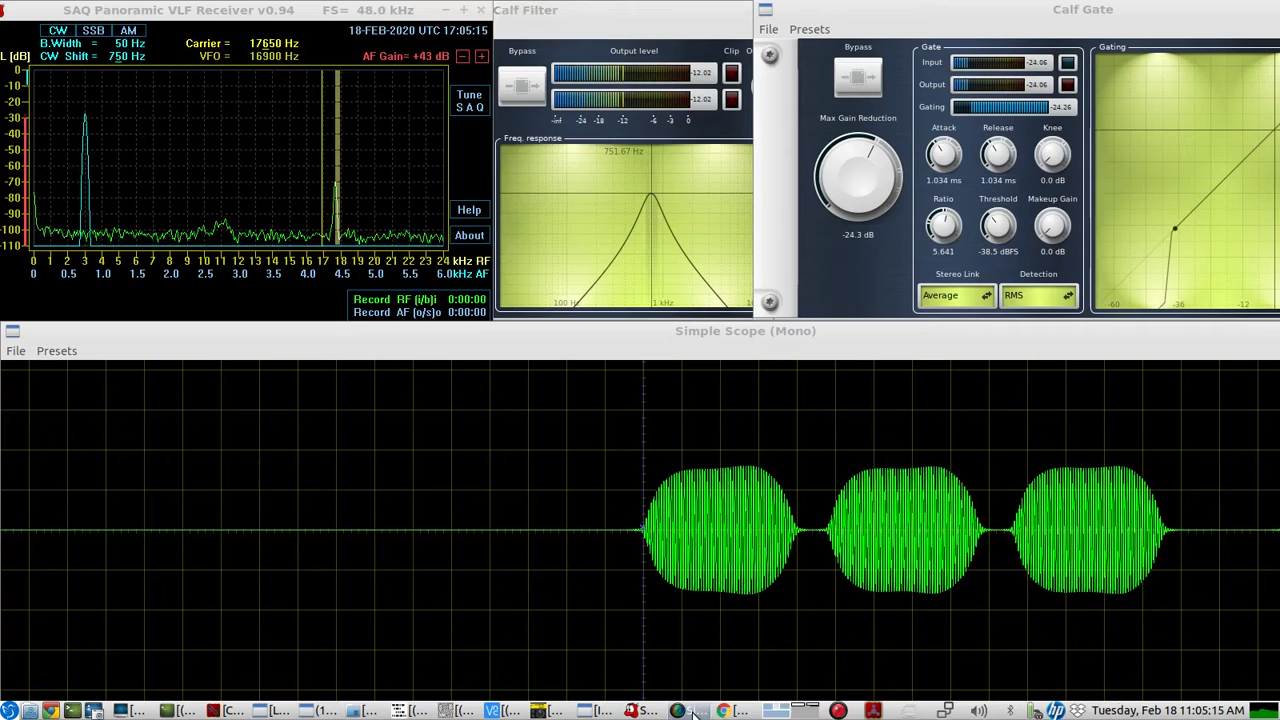 SAQ Panoramic VLF Receiver v0.94 FS= 48.0 kHz
CW SSB AM
18-FEB-2020 UTC 17:05:15
B.Width = 50 Hz Carrier = 17650 Hz
L [dB] CW Shift = 750 Hz VFO = 16900 Hz AF Gain= +43 dB
0
-10
-20
-30
-40
-50
-60
-70
-80
-90
-100
-110
Tune
S A Q
Help
About
0 1 2 3 4 5 6 7 8 9 10 11 12 13 14 15 16 17 18 19 20 21 22 23 24 kHz RF
0 0.5 1.0 1.5 2.0 2.5 3.0 3.5 4.0 4.5 5.0 6.0 kHz AF
Record RF (i/b)i 0:00:00
Record AF (o/s)o 0:00:00
Calf Filter
Bypass Output level Clip
-12.02
-12.02
-inf -24 -18 -12 -6 -3 0
Freq. response
751.67 Hz
100 Hz 1 kHz
Calf Gate
File Presets
Bypass
Gate
Input -24.06
Output -24.06
Gating -24.26
Max Gain Reduction
-24.3 dB
Attack Release Knee
1.034 ms 1.034 ms 0.0 dB
Ratio Threshold Makeup Gain
5.641 -38.5 dBFS 0.0 dB
Stereo Link Detection
Average RMS
Gating
-60 -36 -12
Simple Scope (Mono)
File Presets
Tuesday, Feb 18 11:05:15 AM